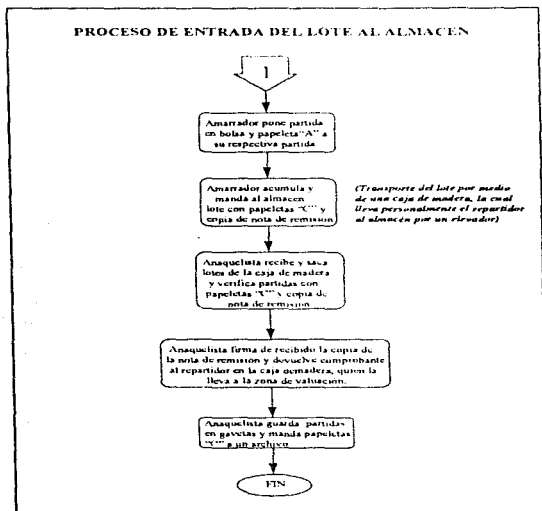 PROCESO DE ENTRADA DEL LOTE AL ALMACEN
1
Amarrador pone partida
en bolsa y papeleta "A" a
su respectiva partida
Amarrador acumula y
manda al almacen
lote con papeletas "C" y
copia de nota de remisión
(Transporte del lote por medio
de una caja de madera, la cual
lleva personalmente el repartidor
al almacén por un elevador)
Anaquelista recibe y saca
lotes de la caja de madera
y verifica partidas con
papeletas "C" y copia de
nota de remisión
Anaquelista firma de recibido la copia de
la nota de remisión y devuelve comprobante
al repartidor en la caja demadera, quien la
lleva a la zona de valuación.
Anaquelista guarda partidas
en gavetas y manda papeletas
"C" a un archivo
FIN